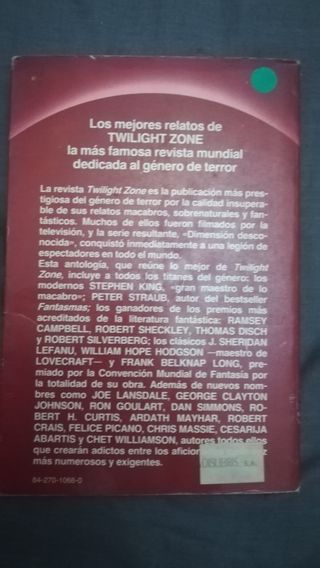 Los mejores relatos de
TWILIGHT ZONE
la más famosa revista mundial
dedicada al género de terror
La revista Twilight Zone es la publicación más pres-
tigiosa del género de terror por la calidad insupera-
ble de sus relatos macabros, sobrenaturales y fan-
tásticos. Muchos de ellos fueron filmados por la
televisión, y la serie resultante, «Dimensión desco-
nocida», conquistó inmediatamente a una legión de
espectadores en todo el mundo.
Esta antología, que reúne lo mejor de Twilight
Zone, incluye a todos los titanes del género: los
modernos STEPHEN KING, «gran maestro de lo
macabro»; PETER STRAUB, autor del bestseller
Fantasmas; los ganadores de los premios más
acreditados de la literatura fantástica: RAMSEY
CAMPBELL, ROBERT SHECKLEY, THOMAS DISCH
y ROBERT SILVERBERG; los clásicos J. SHERIDAN
LEFANU, WILLIAM HOPE HODGSON —maestro de
LOVECRAFT— y FRANK BELKNAP LONG, pre-
miado por la Convención Mundial de Fantasía por
la totalidad de su obra. Además de nuevos nom-
bres como JOE LANSDALE, GEORGE CLAYTON
JOHNSON, RON GOULART, DAN SIMMONS, RO-
BERT M. CURTIS, ARDATH MAYHAR, ROBERT
CRAIS, FELICE PICANO, CHRIS MASSIE, CESARIJA
ABARTIS y CHET WILLIAMSON, autores todos ellos
que crearán adictos entre los aficion
más numerosos y exigentes.
84-270-1068-0